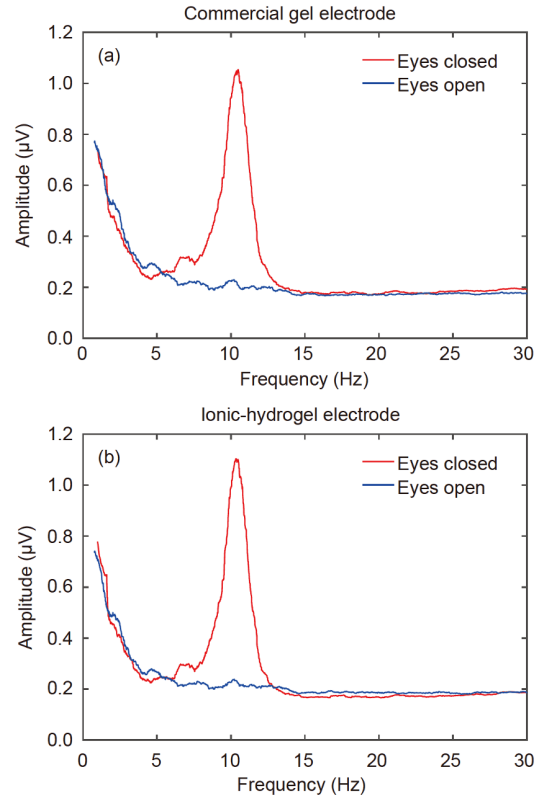 Commercial gel electrode
(a)
Eyes closed
Eyes open
1.2
1.0
0.8
0.6
0.4
0.2
0.0
Amplitude (μV)
0 5 10 15 20 25 30
Frequency (Hz)
Ionic-hydrogel electrode
(b)
Eyes closed
Eyes open
1.2
1.0
0.8
0.6
0.4
0.2
0.0
Amplitude (μV)
0 5 10 15 20 25 30
Frequency (Hz)